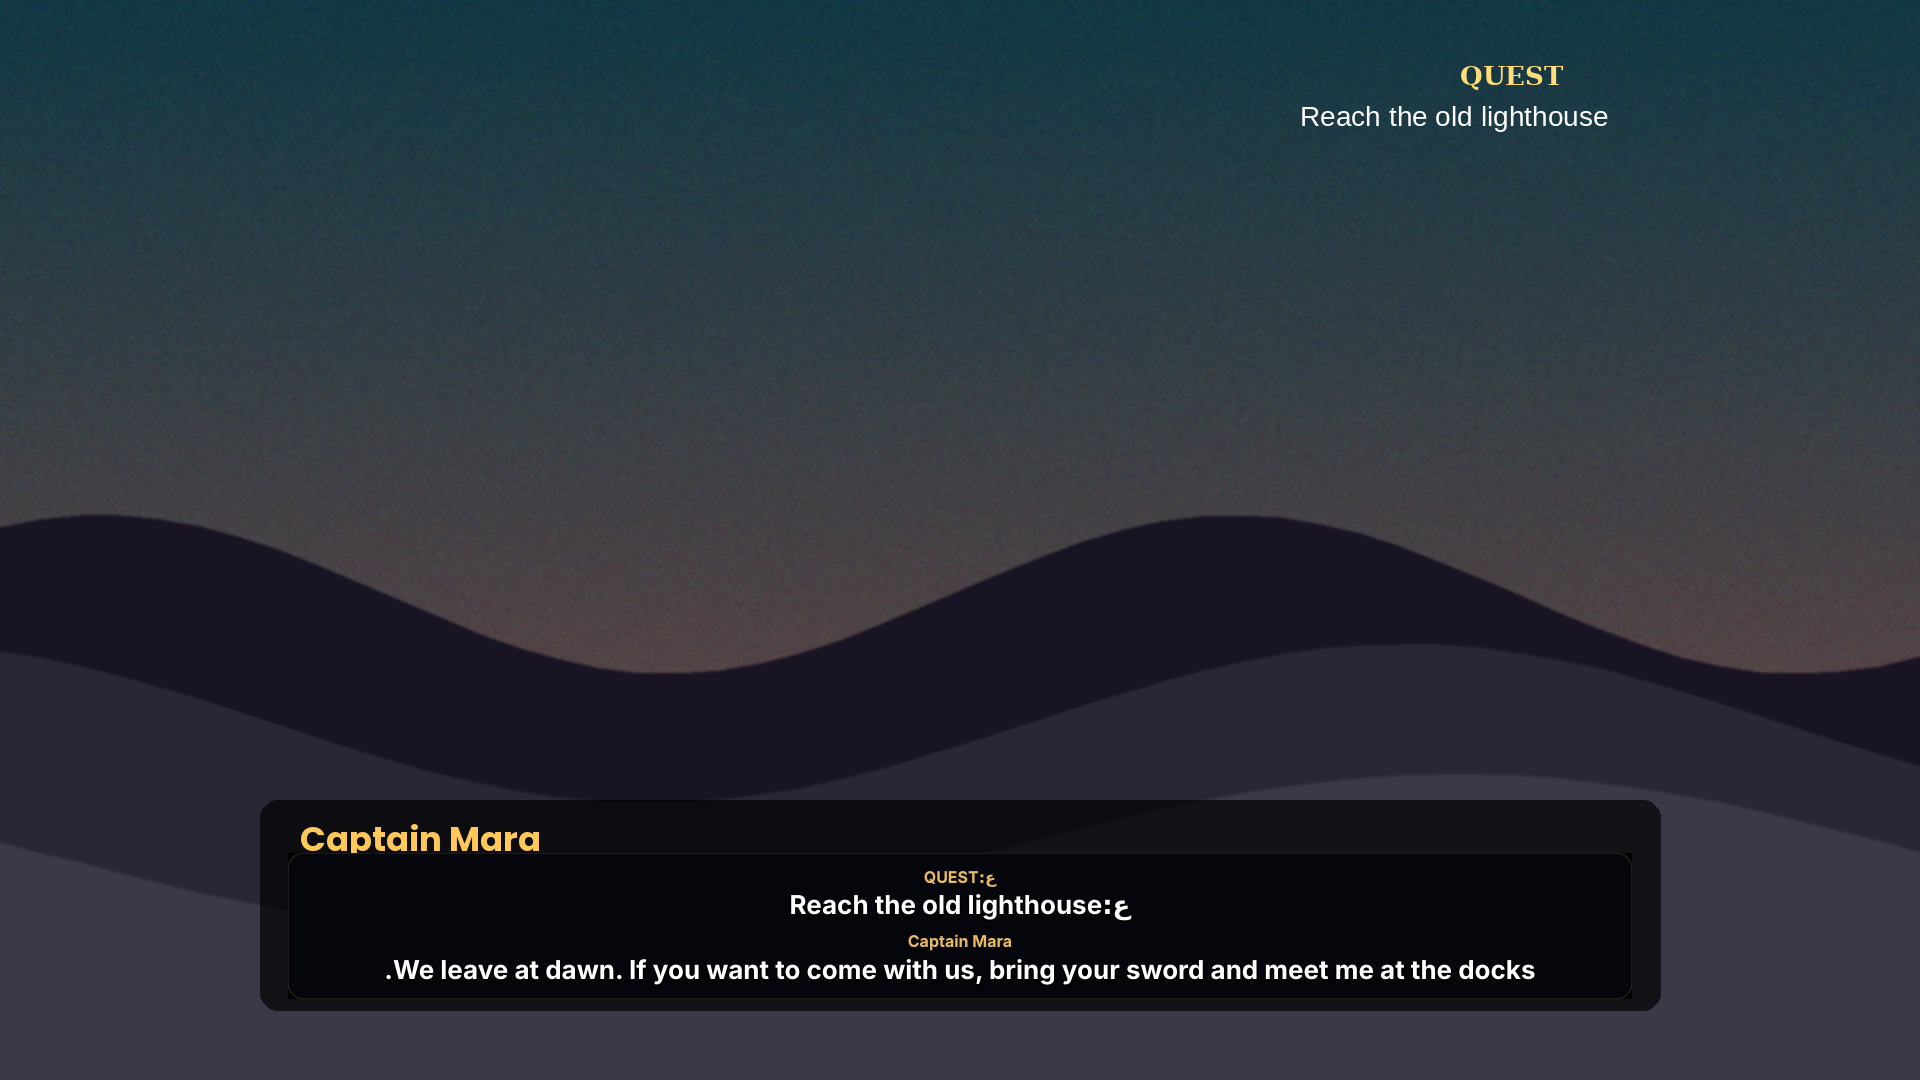 QUEST
Reach the old lighthouse
Captain Mara
ع:QUEST
ع:Reach the old lighthouse
Captain Mara
We leave at dawn. If you want to come with us, bring your sword and meet me at the docks.